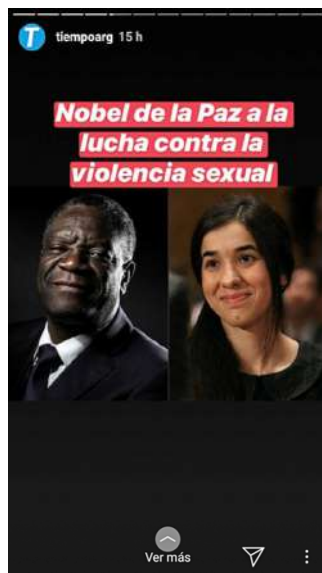 T
tiempoarg 15 h
Nobel de la Paz a la
lucha contra la
violencia sexual
Ver más